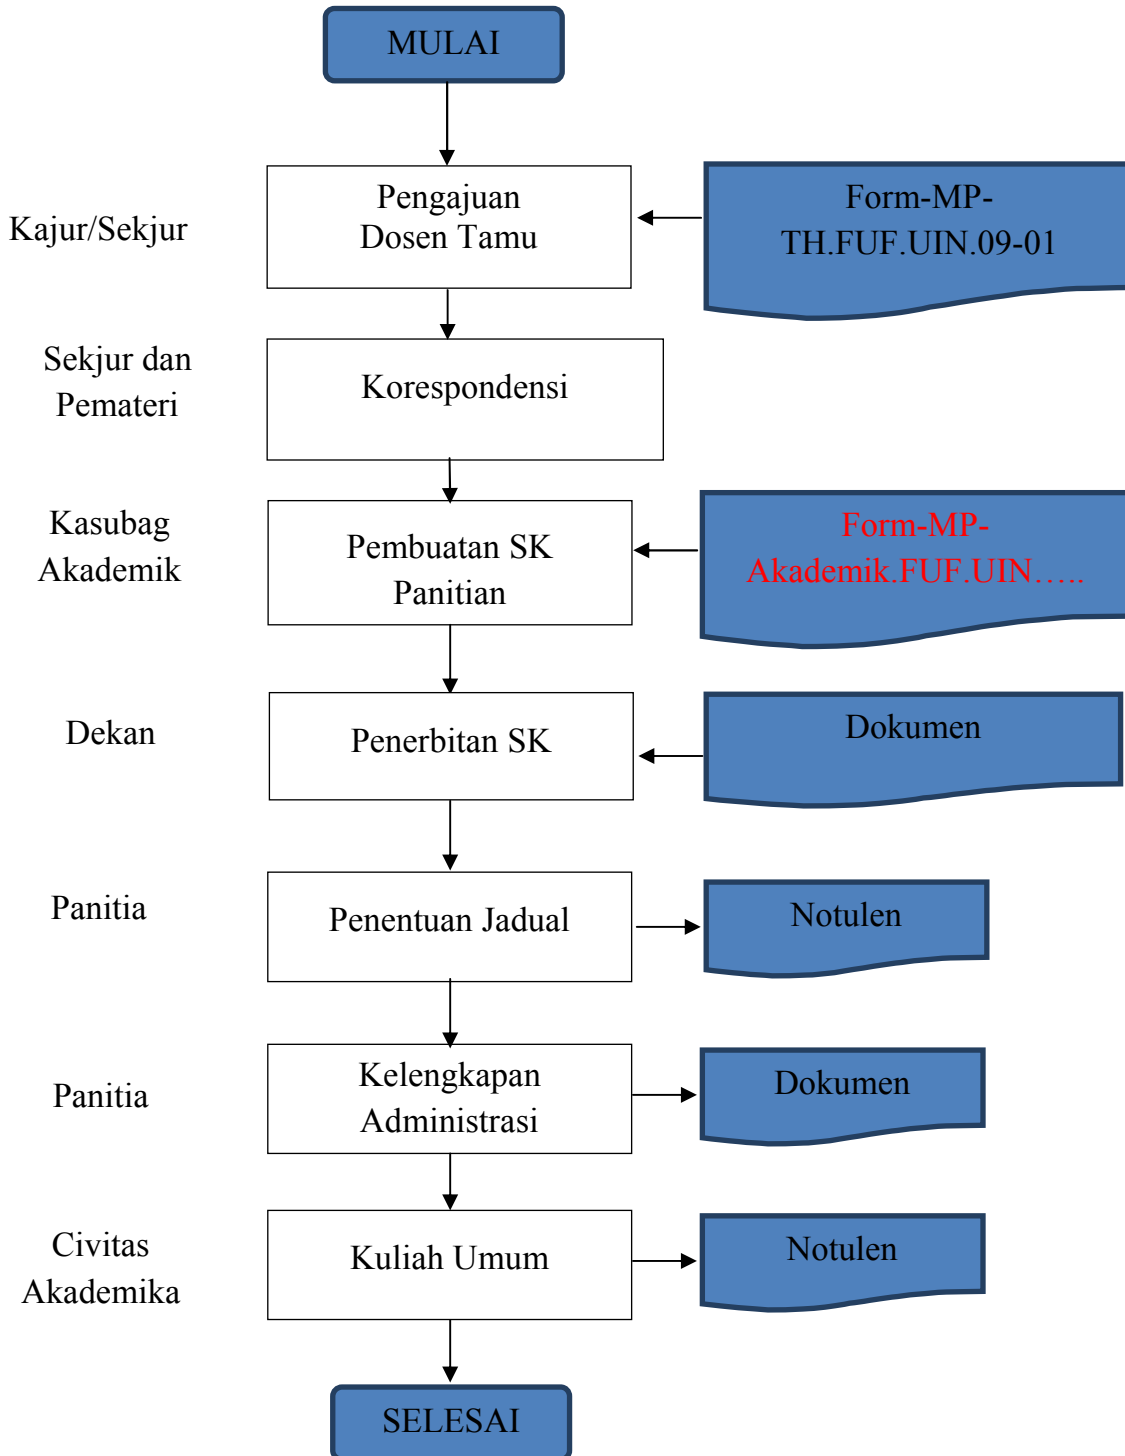 MULAI
Kajur/Sekjur
Pengajuan
Dosen Tamu
Form-MP-
TH.FUF.UIN.09-01
Sekjur dan
Pemateri
Korespondensi
Kasubag
Akademik
Pembuatan SK
Panitian
Form-MP-
Akademik.FUF.UIN…..
Dekan
Penerbitan SK
Dokumen
Panitia
Penentuan Jadual
Notulen
Panitia
Kelengkapan
Administrasi
Dokumen
Civitas
Akademika
Kuliah Umum
Notulen
SELESAI